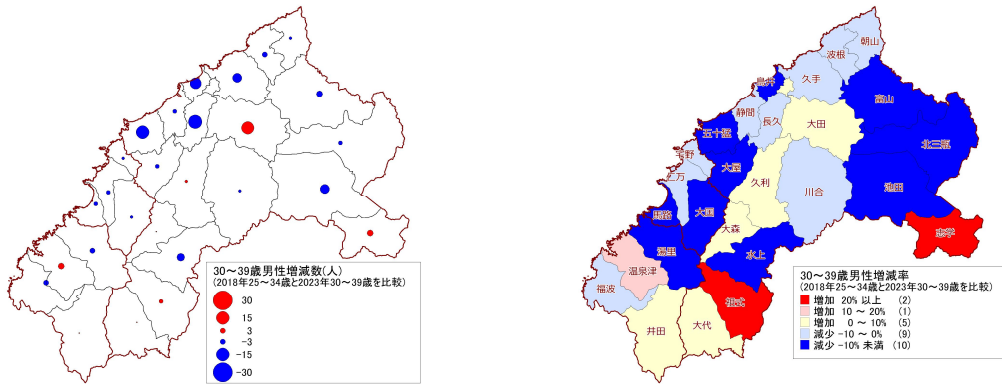 30～39歳男性増減数(人)
(2018年25～34歳と2023年30～39歳を比較)
30
15
3
-3
-15
-30
朝山
波根
久手
鳥井
富山
静間
長久
大田
五十猛
北三瓶
宅野
大屋
仁万
久利
川合
池田
馬路
大国
大森
志学
湯里
水上
温泉津
福波
祖式
井田
大代
30～39歳男性増減率
(2018年25～34歳と2023年30～39歳を比較)
増加 20% 以上 (2)
増加 10 ～ 20% (1)
増加 0 ～ 10% (5)
減少 -10 ～ 0% (9)
減少 -10% 未満 (10)